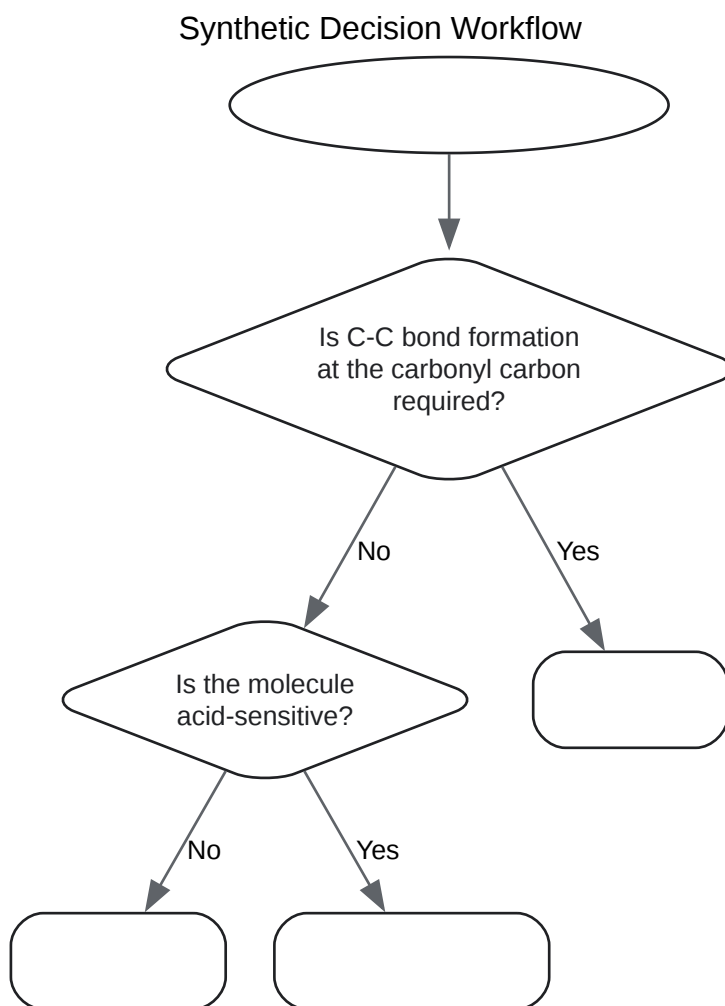 Synthetic Decision Workflow
Is C-C bond formation
at the carbonyl carbon
required?
No
Yes
Is the molecule
acid-sensitive?
No
Yes